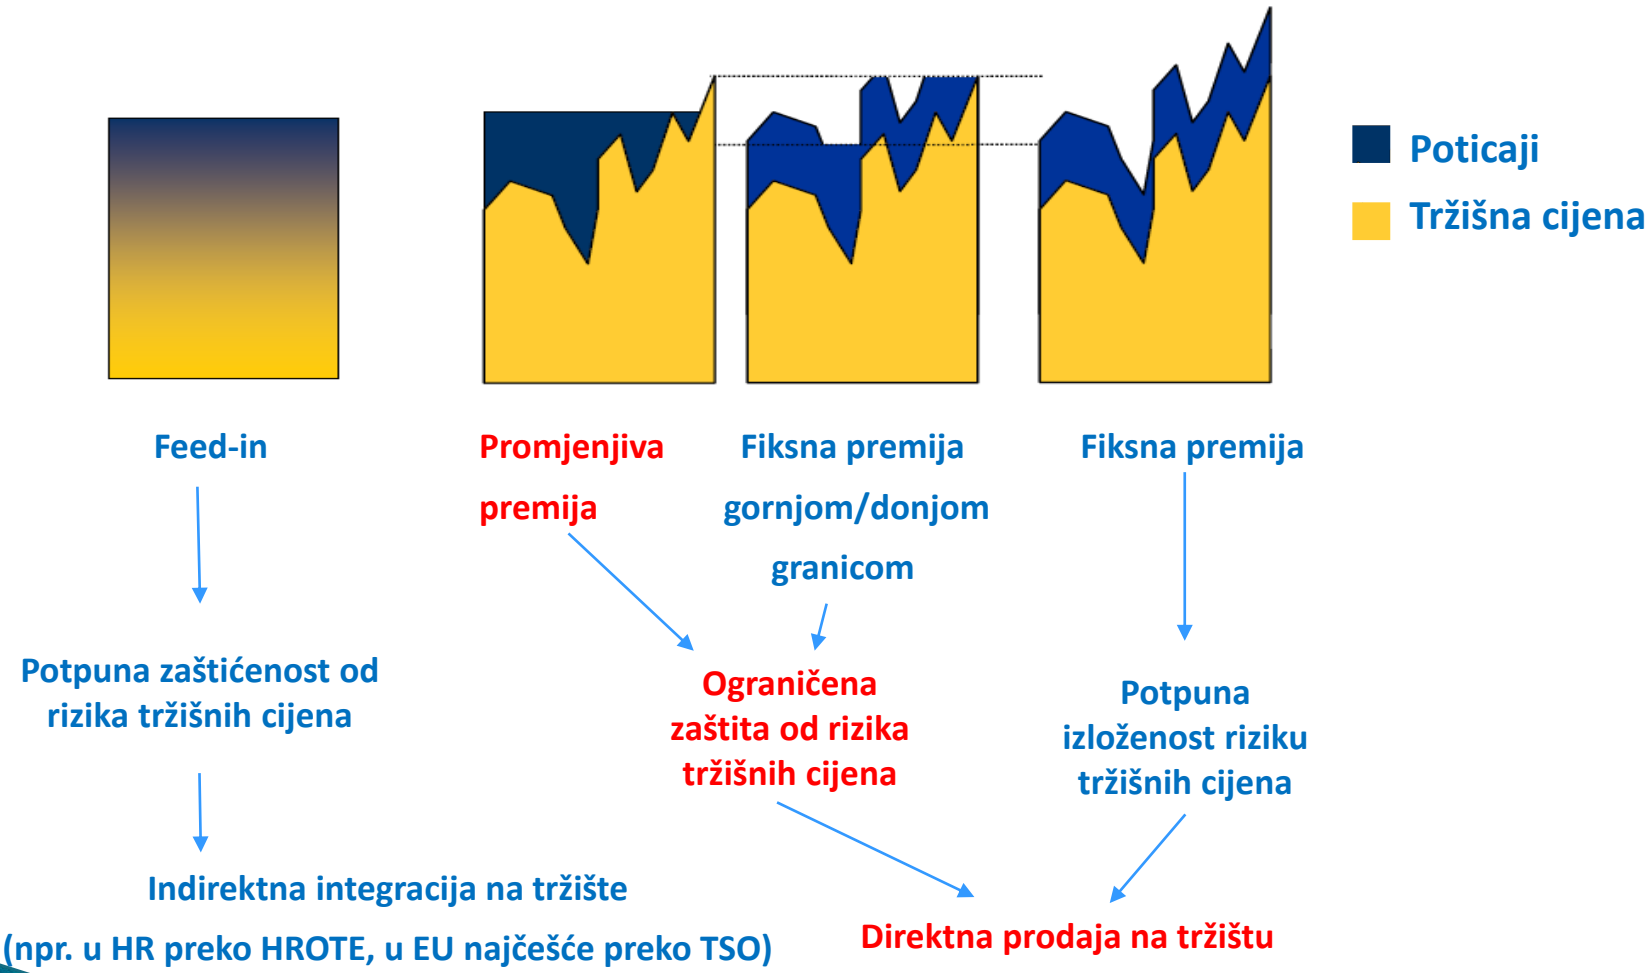 Poticaji
Tržišna cijena
Feed-in
Promjenjiva
premija
Fiksna premija
gornjom/donjom
granicom
Fiksna premija
Potpuna zaštićenost od
rizika tržišnih cijena
Ograničena
zaštita od rizika
tržišnih cijena
Potpuna
izloženost riziku
tržišnih cijena
Indirektna integracija na tržište
(npr. u HR preko HROTE, u EU najčešće preko TSO)
Direktna prodaja na tržištu